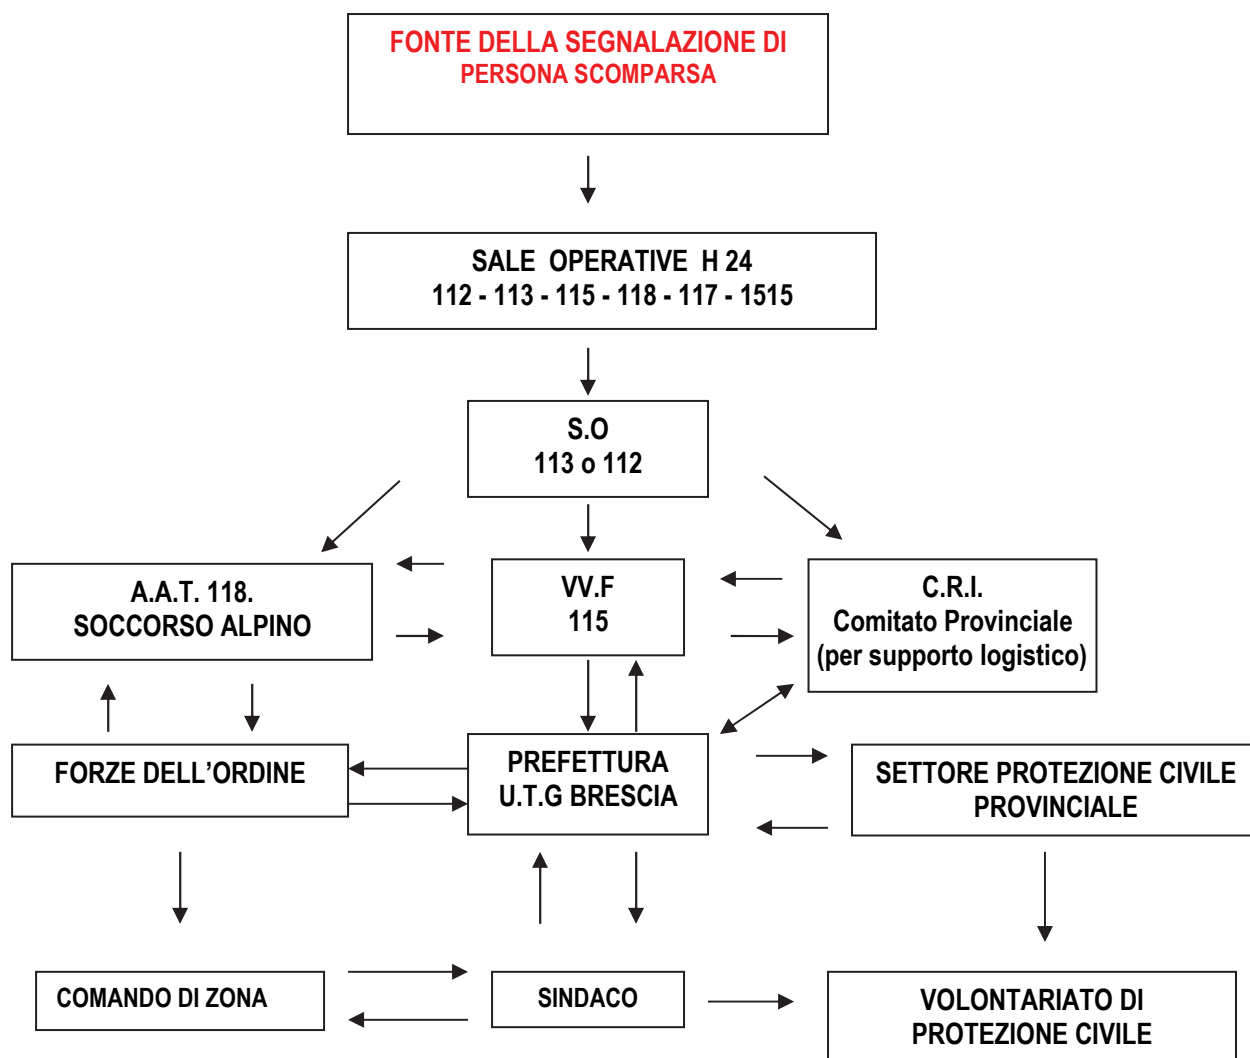 FONTE DELLA SEGNALAZIONE DI
PERSONA SCOMPARSA
SALE OPERATIVE H 24
112 - 113 - 115 - 118 - 117 - 1515
S.O
113 o 112
A.A.T. 118.
SOCCORSO ALPINO
VV.F
115
C.R.I.
Comitato Provinciale
(per supporto logistico)
FORZE DELL’ORDINE
PREFETTURA
U.T.G BRESCIA
SETTORE PROTEZIONE CIVILE
PROVINCIALE
COMANDO DI ZONA
SINDACO
VOLONTARIATO DI
PROTEZIONE CIVILE